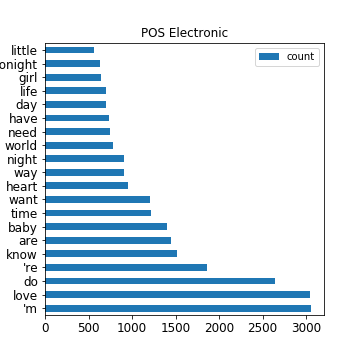 POS Electronic
count
little
onight
girl
life
day
have
need
world
night
way
heart
want
time
baby
are
know
're
do
love
'm
0 500 1000 1500 2000 2500 3000